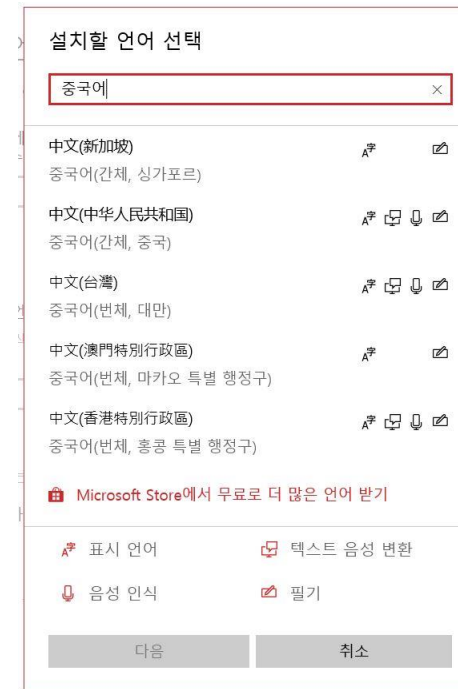 설치할 언어 선택
중국어
中文(新加坡)
중국어(간체, 싱가포르)
中文(中华人民共和国)
중국어(간체, 중국)
中文(台灣)
중국어(번체, 대만)
中文(澳門特別行政區)
중국어(번체, 마카오 특별 행정구)
中文(香港特別行政區)
중국어(번체, 홍콩 특별 행정구)
Microsoft Store에서 무료로 더 많은 언어 받기
표시 언어
텍스트 음성 변환
음성 인식
필기
다음
취소